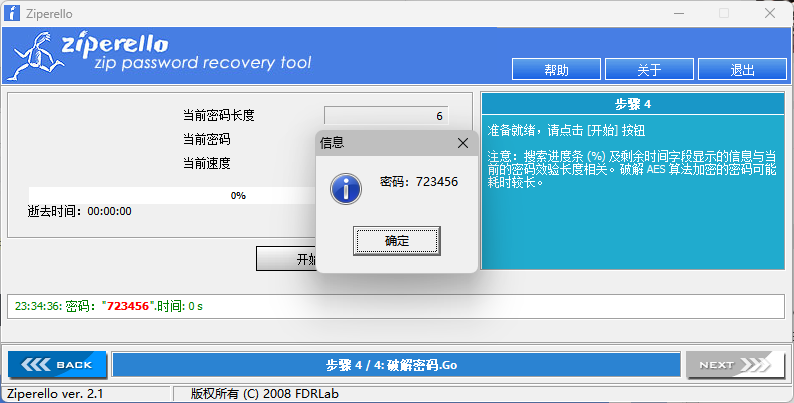 Ziperello
ziperello
zip password recovery tool
帮助
关于
退出
当前密码长度
6
当前密码
当前速度
0%
逝去时间：00:00:00
开始
信息
密码：723456
确定
步骤 4
准备就绪，请点击 [开始] 按钮
注意：搜索进度条 (%) 及剩余时间字段显示的信息与当
前的密码效验长度相关。破解 AES 算法加密的密码可能
耗时较长。
23:34:36: 密码："723456".时间: 0 s
BACK
步骤 4 / 4: 破解密码.Go
NEXT
Ziperello ver. 2.1
版权所有 (C) 2008 FDRLab